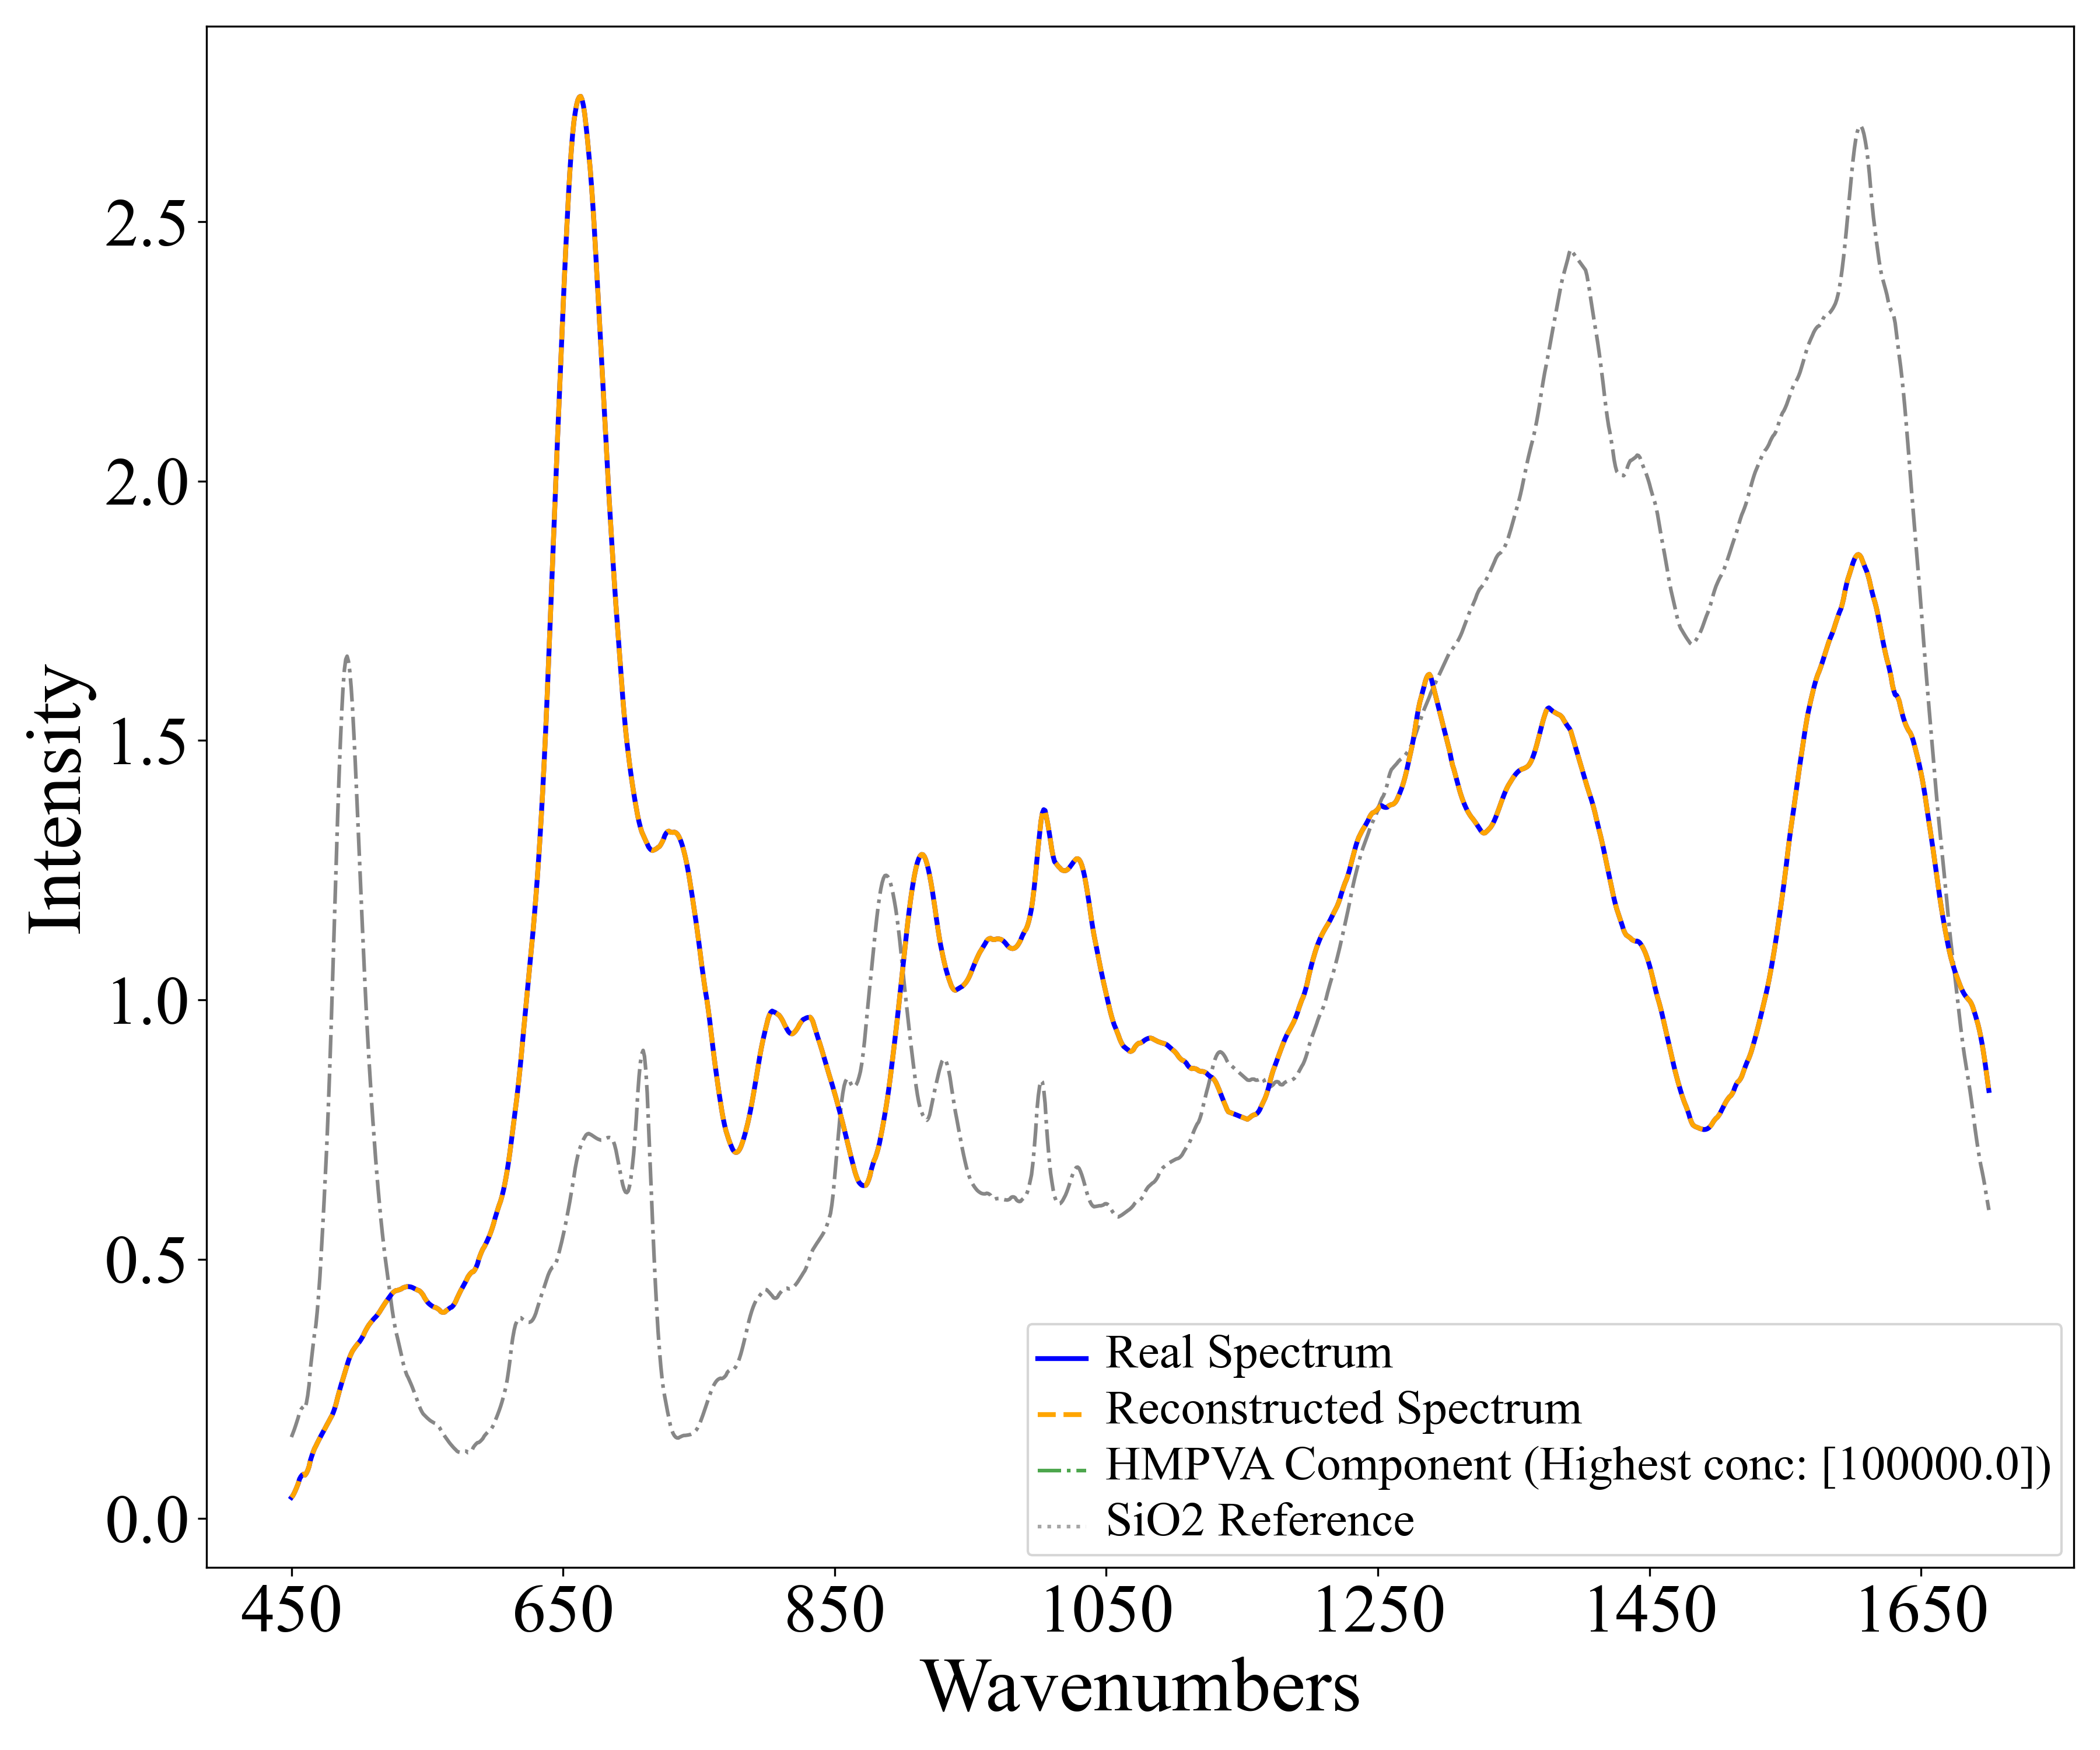 Intensity
2.5
2.0
1.5
1.0
0.5
0.0
Real Spectrum
Reconstructed Spectrum
HMPVA Component (Highest conc: [100000.0])
SiO2 Reference
450 650 850 1050 1250 1450 1650
Wavenumbers